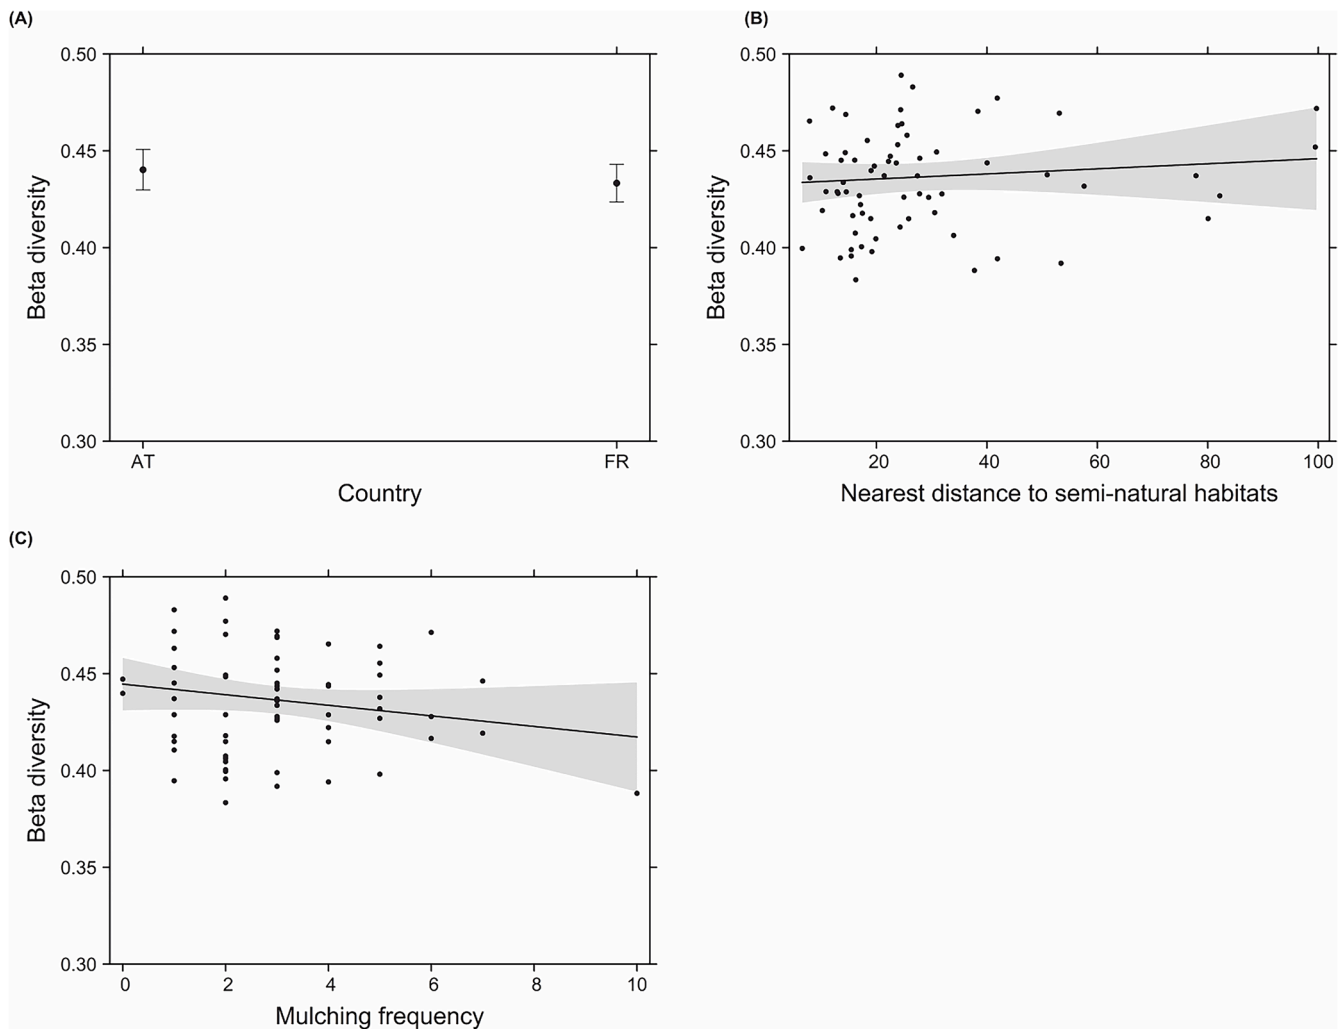 (A)
0.50
0.45
0.40
0.35
0.30
Beta diversity
AT
FR
Country
(B)
0.50
0.45
0.40
0.35
0.30
Beta diversity
20
40
60
80
100
Nearest distance to semi-natural habitats
(C)
0.50
0.45
0.40
0.35
0.30
Beta diversity
0
2
4
6
8
10
Mulching frequency